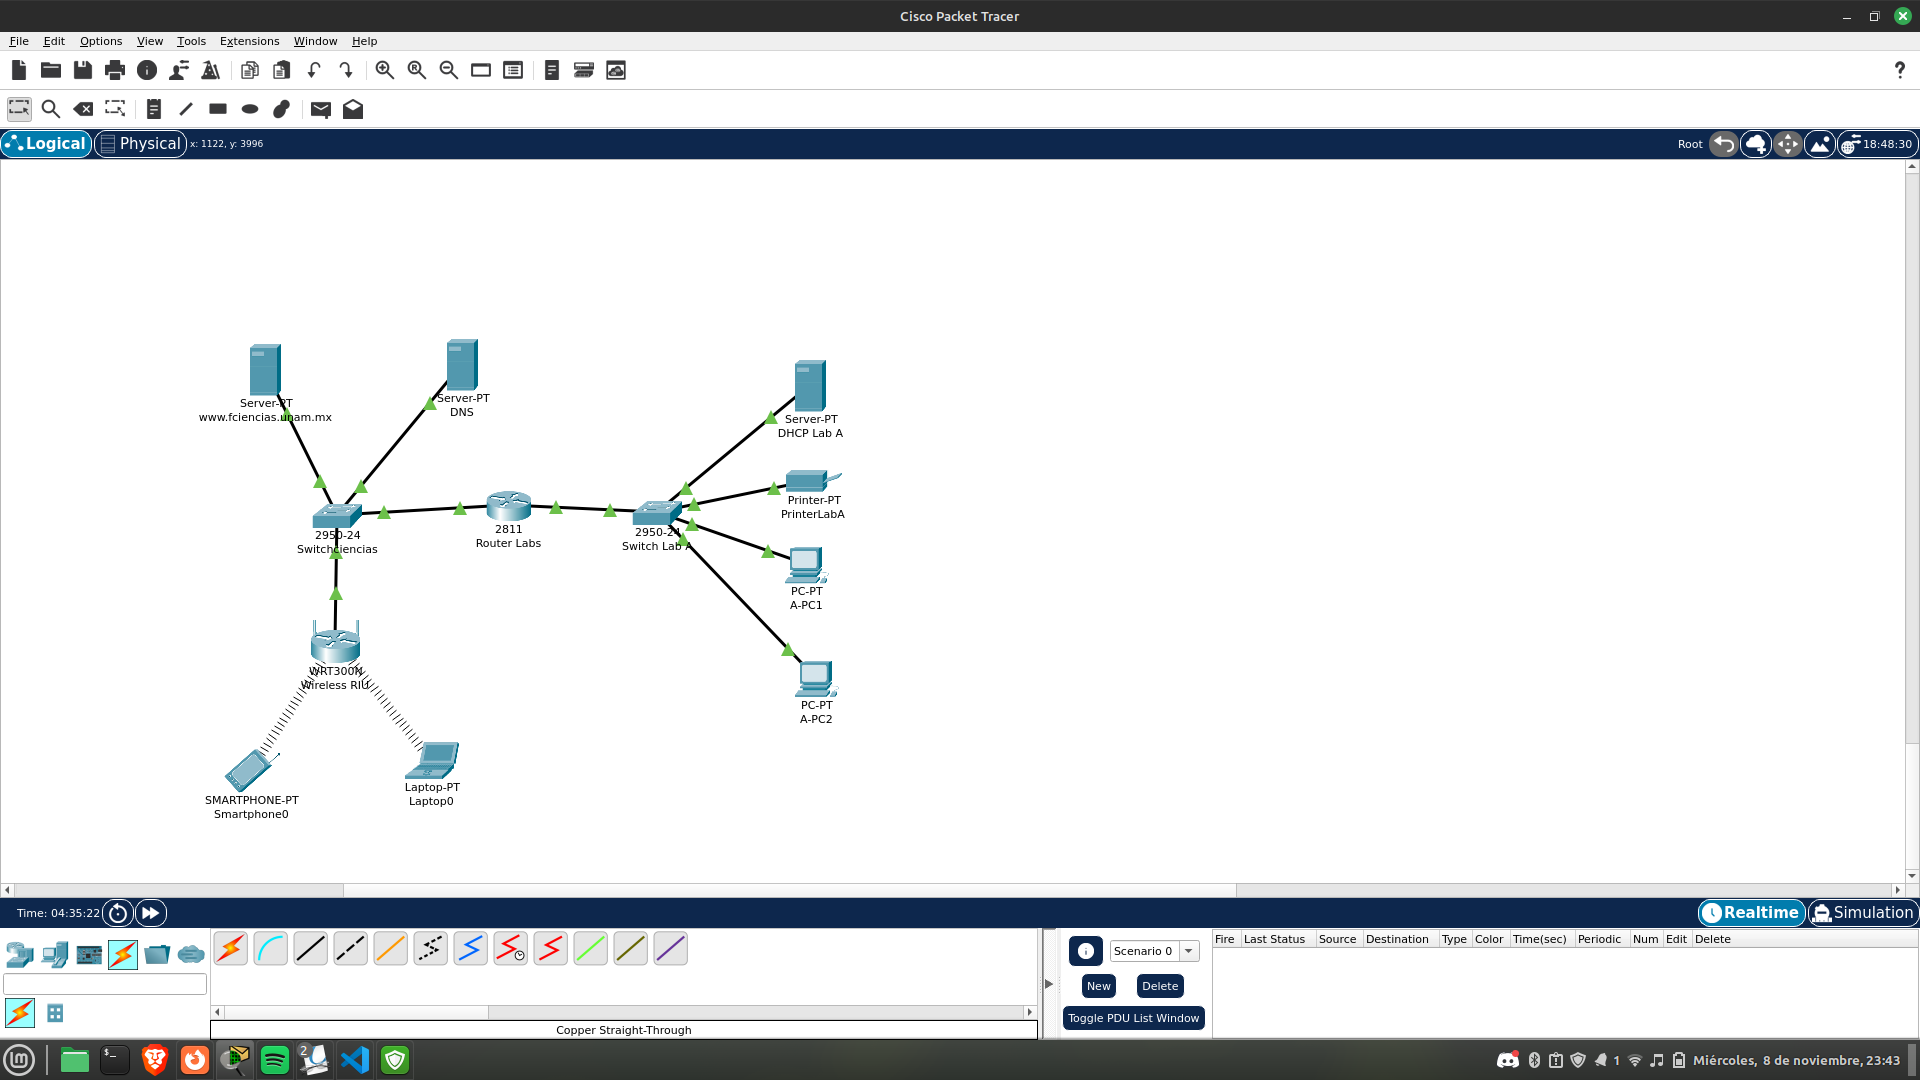 Cisco Packet Tracer
File Edit Options View Tools Extensions Window Help
?
Logical Physical x: 1122, y: 3996 Root 18:48:30
Server-PT
www.fciencias.unam.mx
Server-PT
DNS
Server-PT
DHCP Lab A
Printer-PT
PrinterLabA
2950-24
Switchciencias
2811
Router Labs
2950-24
Switch Lab A
PC-PT
A-PC1
WRT300N
Wireless RIU
PC-PT
A-PC2
SMARTPHONE-PT
Smartphone0
Laptop-PT
Laptop0
Time: 04:35:22 Realtime Simulation
Scenario 0
New Delete
Toggle PDU List Window
Fire Last Status Source Destination Type Color Time(sec) Periodic Num Edit Delete
Copper Straight-Through
2
1 Miércoles, 8 de noviembre, 23:43